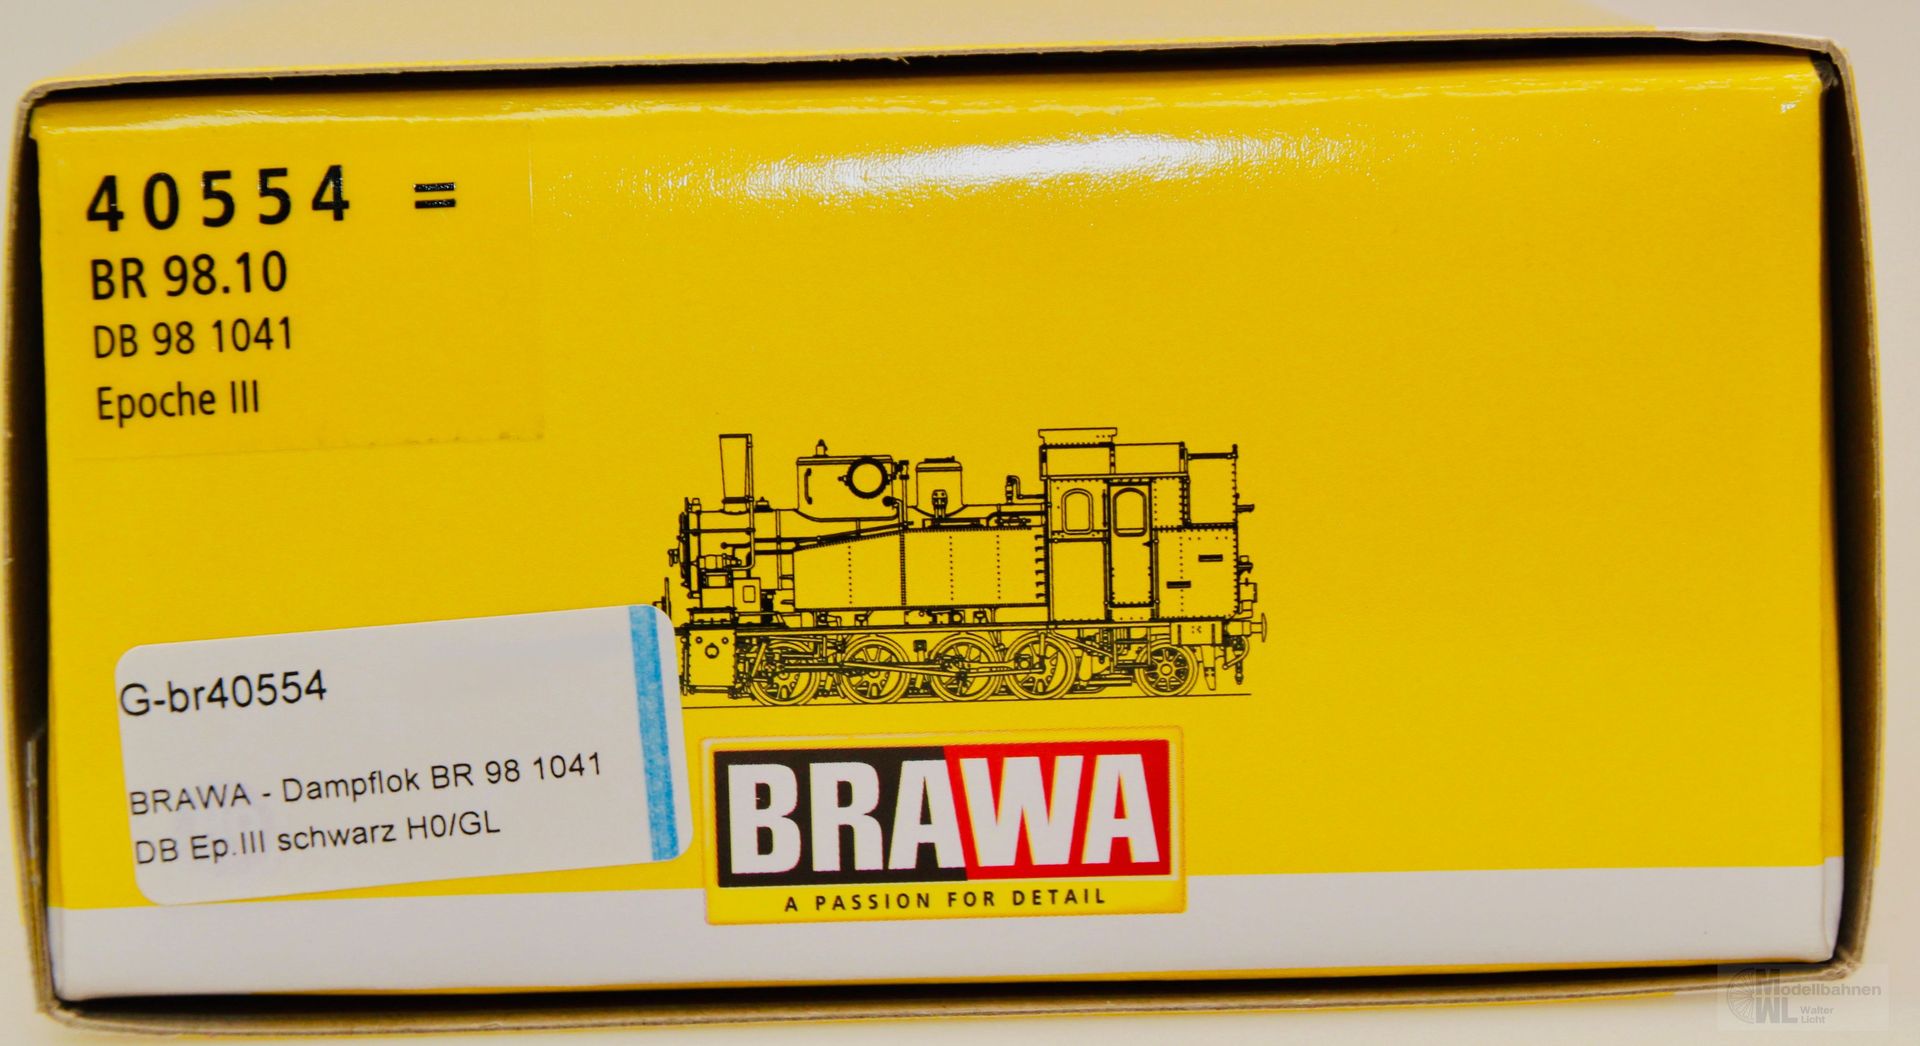 40554 =
BR 98.10
DB 98 1041
Epoche III
G-br40554
BRAWA - Dampflok BR 98 1041
DB Ep.III schwarz H0/GL
BRAWA
A PASSION FOR DETAIL
Modellbahnen
WL Walter
Licht